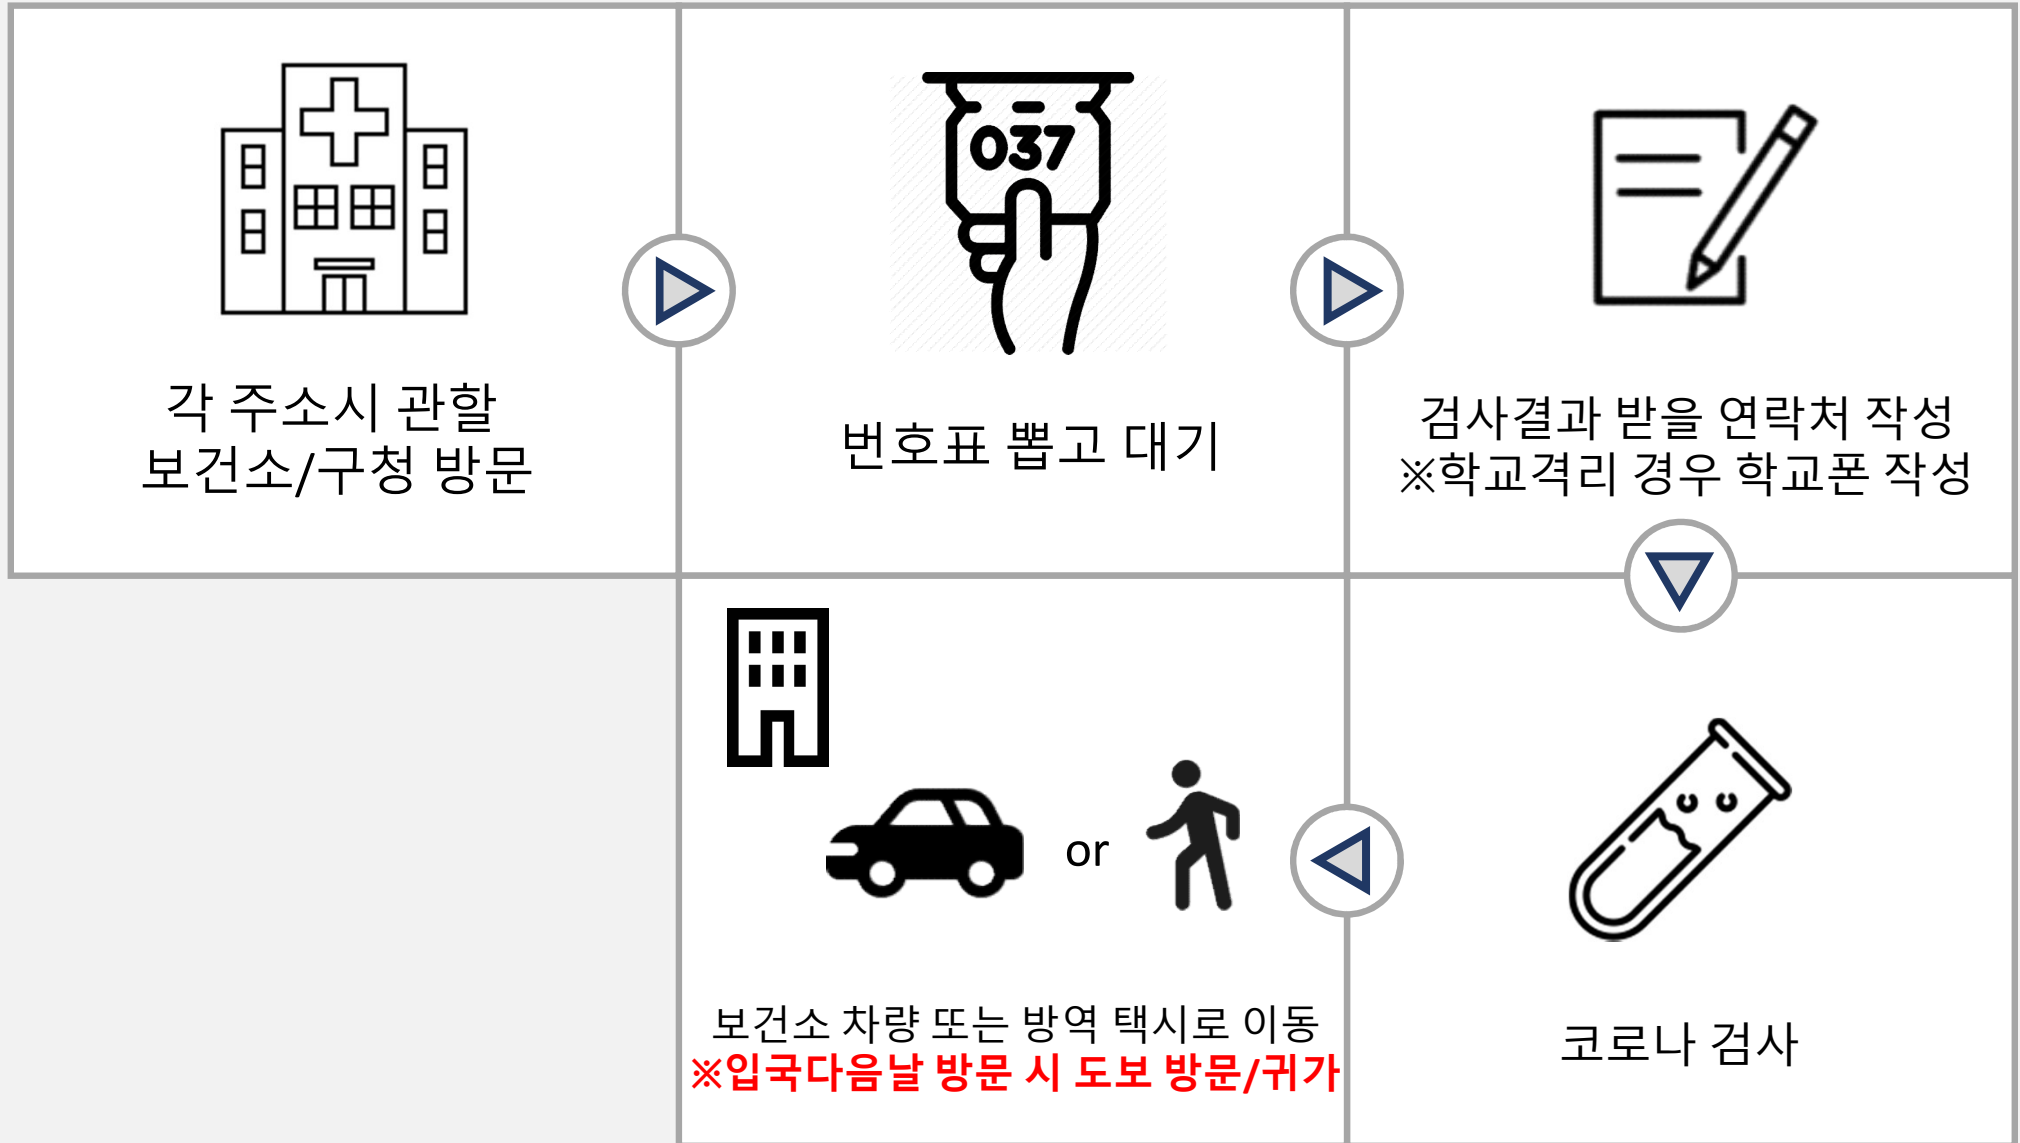 각 주소시 관할
보건소/구청 방문
037
번호표 뽑고 대기
검사결과 받을 연락처 작성
※학교격리 경우 학교폰 작성
코로나 검사
or
보건소 차량 또는 방역 택시로 이동
※입국다음날 방문 시 도보 방문/귀가